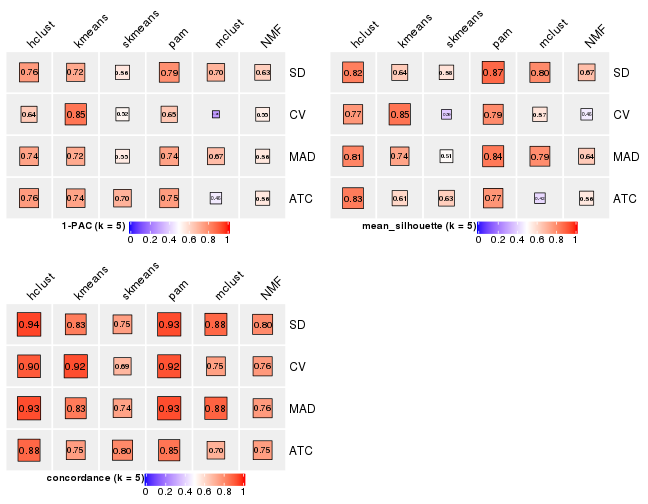 hclust kmeans skmeans pam mclust NMF
0.76 0.72 0.56 0.79 0.70 0.63 SD
0.64 0.85 0.52 0.65 0.55 CV
0.74 0.72 0.55 0.74 0.67 0.56 MAD
0.76 0.74 0.70 0.75 0.45 0.56 ATC
1-PAC (k = 5)
0 0.2 0.4 0.6 0.8 1
hclust kmeans skmeans pam mclust NMF
0.82 0.64 0.58 0.87 0.80 0.67 SD
0.77 0.85 0.79 0.57 CV
0.81 0.74 0.51 0.84 0.79 0.64 MAD
0.83 0.61 0.63 0.77 0.43 0.56 ATC
mean_silhouette (k = 5)
0 0.2 0.4 0.6 0.8 1
hclust kmeans skmeans pam mclust NMF
0.94 0.83 0.75 0.93 0.88 0.80 SD
0.90 0.92 0.69 0.92 0.75 0.76 CV
0.93 0.83 0.74 0.93 0.88 0.76 MAD
0.88 0.75 0.80 0.85 0.70 0.75 ATC
concordance (k = 5)
0 0.2 0.4 0.6 0.8 1